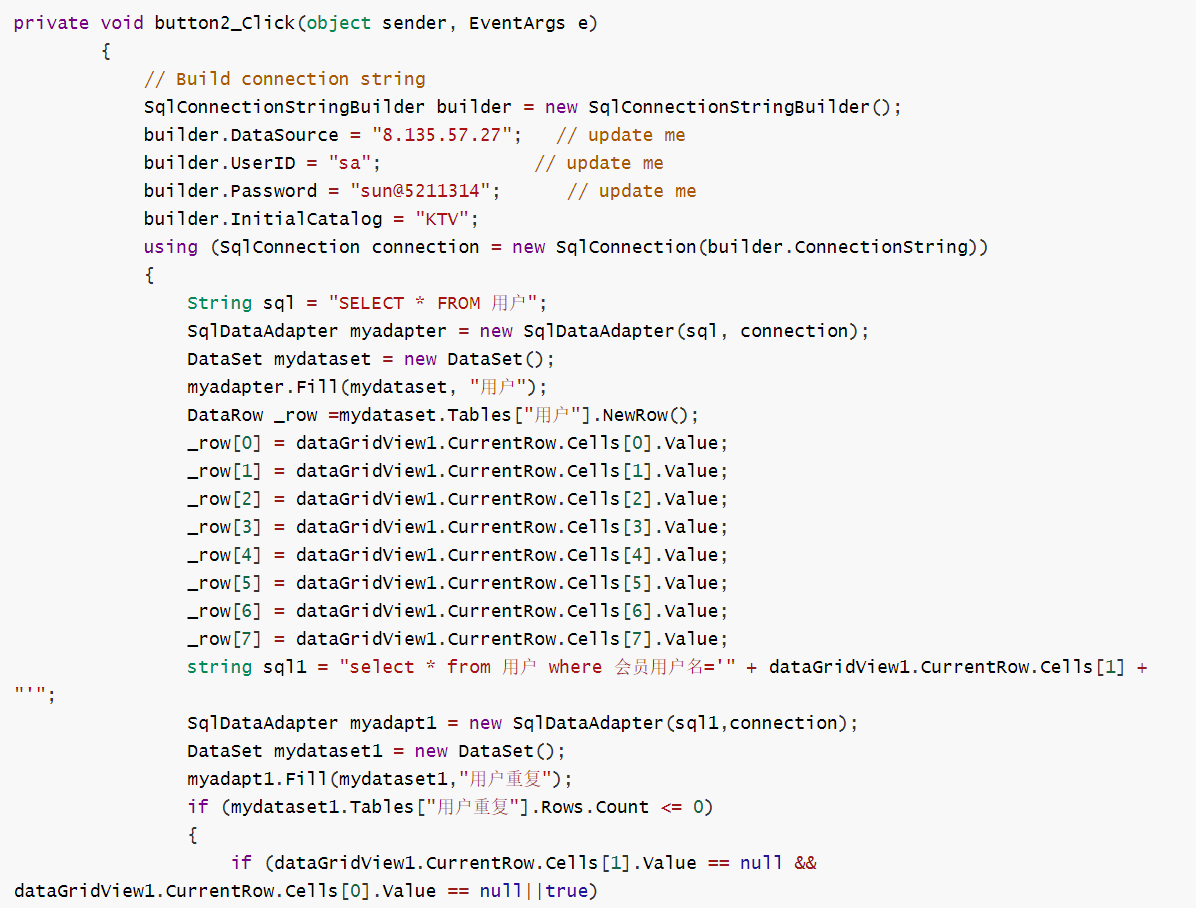 private void button2_Click(object sender, EventArgs e)
{
// Build connection string
SqlConnectionStringBuilder builder = new SqlConnectionStringBuilder();
builder.DataSource = "8.135.57.27";   // update me
builder.UserID = "sa";              // update me
builder.Password = "sun@5211314";      // update me
builder.InitialCatalog = "KTV";
using (SqlConnection connection = new SqlConnection(builder.ConnectionString))
{
String sql = "SELECT * FROM 用户";
SqlDataAdapter myadapter = new SqlDataAdapter(sql, connection);
DataSet mydataset = new DataSet();
myadapter.Fill(mydataset, "用户");
DataRow _row =mydataset.Tables["用户"].NewRow();
_row[0] = dataGridView1.CurrentRow.Cells[0].Value;
_row[1] = dataGridView1.CurrentRow.Cells[1].Value;
_row[2] = dataGridView1.CurrentRow.Cells[2].Value;
_row[3] = dataGridView1.CurrentRow.Cells[3].Value;
_row[4] = dataGridView1.CurrentRow.Cells[4].Value;
_row[5] = dataGridView1.CurrentRow.Cells[5].Value;
_row[6] = dataGridView1.CurrentRow.Cells[6].Value;
_row[7] = dataGridView1.CurrentRow.Cells[7].Value;
string sql1 = "select * from 用户 where 会员用户名='" + dataGridView1.CurrentRow.Cells[1] +
"'";
SqlDataAdapter myadapt1 = new SqlDataAdapter(sql1,connection);
DataSet mydataset1 = new DataSet();
myadapt1.Fill(mydataset1,"用户重复");
if (mydataset1.Tables["用户重复"].Rows.Count <= 0)
{
if (dataGridView1.CurrentRow.Cells[1].Value == null &&
dataGridView1.CurrentRow.Cells[0].Value == null||true)